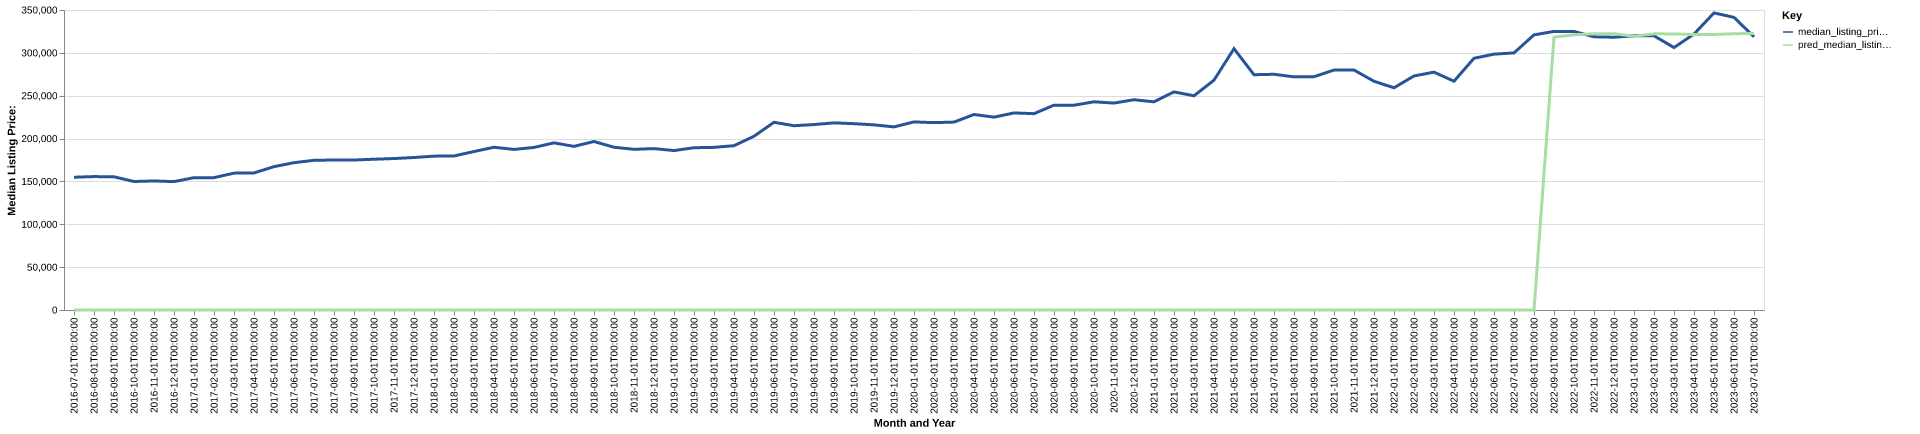 350,000
300,000
250,000
200,000
150,000
100,000
50,000
0
Median Listing Price:
2016-07-01T00:00:00
2016-08-01T00:00:00
2016-09-01T00:00:00
2016-10-01T00:00:00
2016-11-01T00:00:00
2016-12-01T00:00:00
2017-01-01T00:00:00
2017-02-01T00:00:00
2017-03-01T00:00:00
2017-04-01T00:00:00
2017-05-01T00:00:00
2017-06-01T00:00:00
2017-07-01T00:00:00
2017-08-01T00:00:00
2017-09-01T00:00:00
2017-10-01T00:00:00
2017-11-01T00:00:00
2017-12-01T00:00:00
2018-01-01T00:00:00
2018-02-01T00:00:00
2018-03-01T00:00:00
2018-04-01T00:00:00
2018-05-01T00:00:00
2018-06-01T00:00:00
2018-07-01T00:00:00
2018-08-01T00:00:00
2018-09-01T00:00:00
2018-10-01T00:00:00
2018-11-01T00:00:00
2018-12-01T00:00:00
2019-01-01T00:00:00
2019-02-01T00:00:00
2019-03-01T00:00:00
2019-04-01T00:00:00
2019-05-01T00:00:00
2019-06-01T00:00:00
2019-07-01T00:00:00
2019-08-01T00:00:00
2019-09-01T00:00:00
2019-10-01T00:00:00
2019-11-01T00:00:00
2019-12-01T00:00:00
2020-01-01T00:00:00
2020-02-01T00:00:00
2020-03-01T00:00:00
2020-04-01T00:00:00
2020-05-01T00:00:00
2020-06-01T00:00:00
2020-07-01T00:00:00
2020-08-01T00:00:00
2020-09-01T00:00:00
2020-10-01T00:00:00
2020-11-01T00:00:00
2020-12-01T00:00:00
2021-01-01T00:00:00
2021-02-01T00:00:00
2021-03-01T00:00:00
2021-04-01T00:00:00
2021-05-01T00:00:00
2021-06-01T00:00:00
2021-07-01T00:00:00
2021-08-01T00:00:00
2021-09-01T00:00:00
2021-10-01T00:00:00
2021-11-01T00:00:00
2021-12-01T00:00:00
2022-01-01T00:00:00
2022-02-01T00:00:00
2022-03-01T00:00:00
2022-04-01T00:00:00
2022-05-01T00:00:00
2022-06-01T00:00:00
2022-07-01T00:00:00
2022-08-01T00:00:00
2022-09-01T00:00:00
2022-10-01T00:00:00
2022-11-01T00:00:00
2022-12-01T00:00:00
2023-01-01T00:00:00
2023-02-01T00:00:00
2023-03-01T00:00:00
2023-04-01T00:00:00
2023-05-01T00:00:00
2023-06-01T00:00:00
2023-07-01T00:00:00
Month and Year
Key
median_listing_pri…
pred_median_listin…